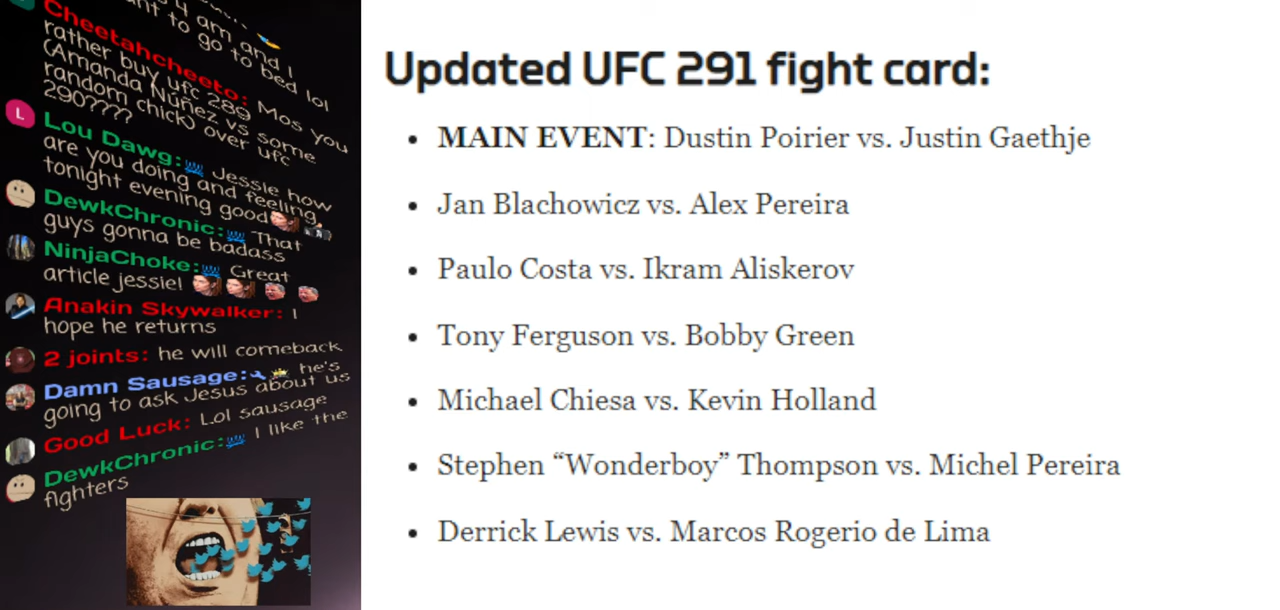 4 am and I
nt to go to bed lol
Cheetahcheeto: Mos you
rather buy ufc 289
(Amanda Núñez vs some
random chick) over ufc
290????
L
Lou Dawg: Jessie how
are you doing and feeling,
tonight evening good
DewkChronic: That
guys gonna be badass
NinjaChoke: Great
article jessie!
Anakin Skywalker: I
hope he returns
2 joints: he will comeback
Damn Sausage: he's
going to ask Jesus about us
Good Luck: Lol sausage
DewkChronic: I like the
fighters
Updated UFC 291 fight card:
• MAIN EVENT: Dustin Poirier vs. Justin Gaethje
• Jan Blachowicz vs. Alex Pereira
• Paulo Costa vs. Ikram Aliskerov
• Tony Ferguson vs. Bobby Green
• Michael Chiesa vs. Kevin Holland
• Stephen “Wonderboy” Thompson vs. Michel Pereira
• Derrick Lewis vs. Marcos Rogerio de Lima